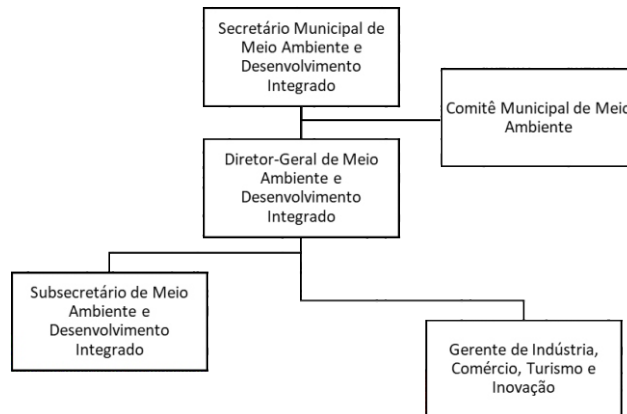 Secretário Municipal de
Meio Ambiente e
Desenvolvimento
Integrado
Comitê Municipal de Meio
Ambiente
Diretor-Geral de Meio
Ambiente e
Desenvolvimento
Integrado
Subsecretário de Meio
Ambiente e
Desenvolvimento
Integrado
Gerente de Indústria,
Comércio, Turismo e
Inovação